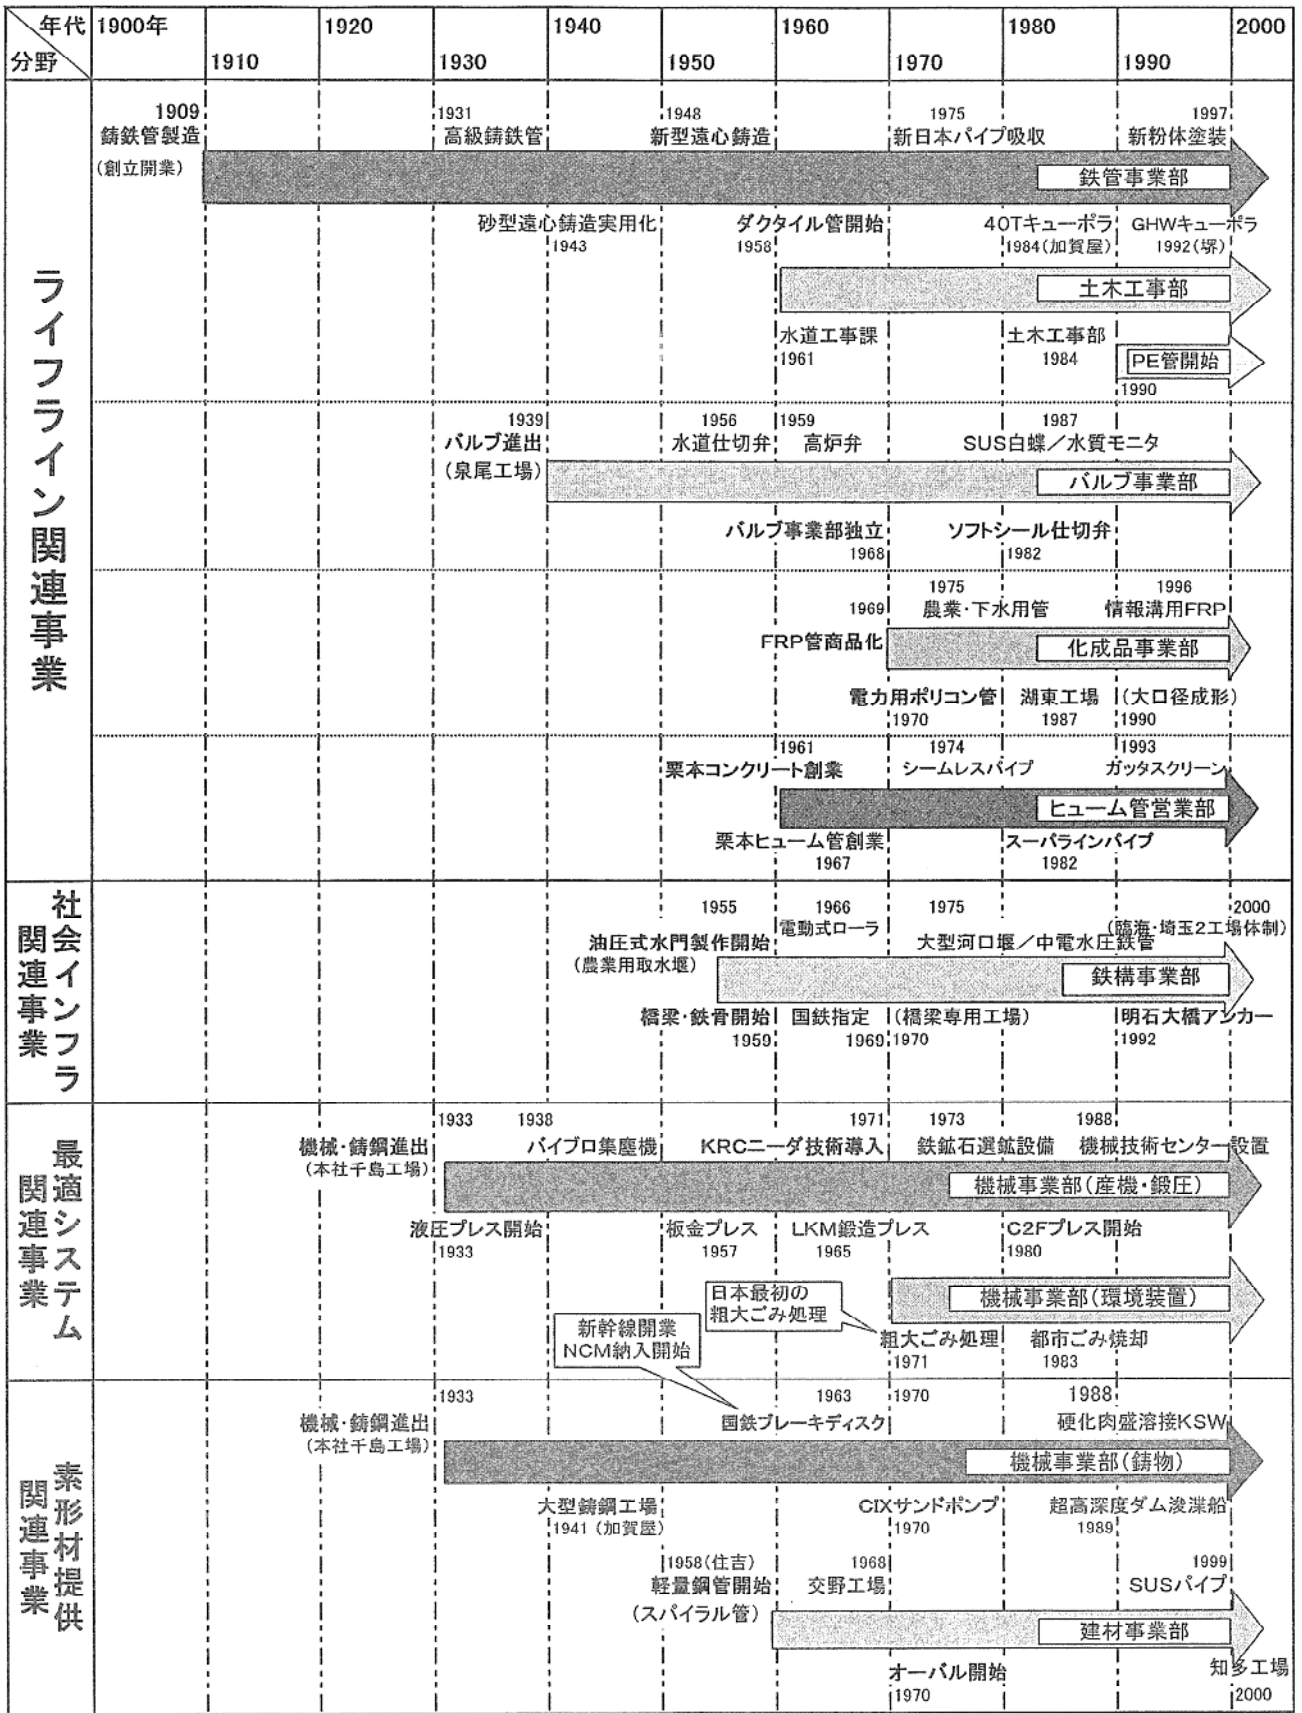 年代
分野
1900年
1920
1940
1960
1980
2000
1910
1930
1950
1970
1990
ライフライン関連事業
1909
鋳鉄管製造
(創立開業)
1931
高級鋳鉄管
1948
新型遠心鋳造
1975
新日本パイプ吸収
1997
新粉体塗装
鉄管事業部
砂型遠心鋳造実用化
1943
ダクタイル管開始
1958
40Tキューポラ
1984(加賀屋)
GHWキューポラ
1992(堺)
土木工事部
水道工事課
1961
土木工事部
1984
PE管開始
1990
1939
バルブ進出
(泉尾工場)
1956
水道仕切弁
1959
高炉弁
1987
SUS白蝶/水質モニタ
バルブ事業部
バルブ事業部独立
1968
ソフトシール仕切弁
1982
1969
FRP管商品化
1975
農業・下水用管
1996
情報溝用FRP
化成品事業部
電力用ポリコン管
1970
湖東工場
1987
(大口径成形)
1990
1961
栗本コンクリート創業
1974
シームレスパイプ
1993
ガッタスクリーン
ヒューム管営業部
栗本ヒューム管創業
1967
スーパラインパイプ
1982
社会インフラ
関連事業
1955
油圧式水門製作開始
(農業用取水堰)
1966
電動式ローラ
1975
大型河口堰/中電水圧鉄管
2000
(臨海・埼玉2工場体制)
鉄構事業部
橋梁・鉄骨開始
1959
国鉄指定
1969
(橋梁専用工場)
1970
明石大橋アンカー
1992
最適システム
関連事業
1933
機械・鋳鋼進出
(本社千島工場)
1938
バイブロ集塵機
1971
KRCニーダ技術導入
1973
鉄鉱石選鉱設備
1988
機械技術センター設置
機械事業部(産機・鍛圧)
液圧プレス開始
1933
板金プレス
1957
LKM鍛造プレス
1965
C2Fプレス開始
1980
日本最初の
粗大ごみ処理
機械事業部(環境装置)
粗大ごみ処理
1971
都市ごみ焼却
1983
新幹線開業
NCM納入開始
素形材提供
関連事業
1933
機械・鋳鋼進出
(本社千島工場)
1963
国鉄ブレーキディスク
1970
1988
硬化肉盛溶接KSW
機械事業部(鋳物)
大型鋳鋼工場
1941(加賀屋)
CIXサンドポンプ
1970
超高深度ダム浚渫船
1989
1958(住吉)
軽量鋼管開始
(スパイラル管)
1968
交野工場
1999
SUSパイプ
建材事業部
オーバル開始
1970
知多工場
2000